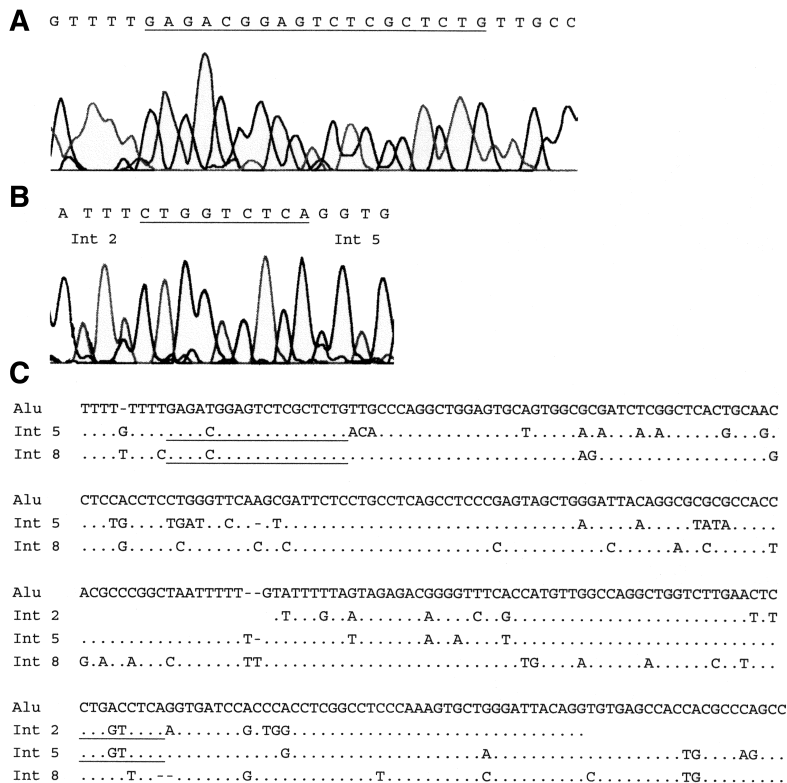 A
G T T T T G A G A C G G A G T C T C G C T C T G T T G C C
B
A T T T C T G G T C T C A G G T G
Int 2 Int 5
C
Alu TTTT-TTTTGAGATGGAGTCTCGCTCTGTTGCCCAGGCTGGAGTGCAGTGGCGCGATCTCGGCTCACTGCAAC
Int 5 ....G........C..............ACA................T.....A.A...A.A......G...G.
Int 8 ....T...C....C.......................................AG..................G
Alu CTCCACCTCCTGGGTTCAAGCGATTCTCCTGCCTCAGCCTCCCGAGTAGCTGGGATTACAGGCGCGCGCCACC
Int 5 ...TG....TGAT..C..-.T................................A.....A.....TATA.....
Int 8 ....G.....C.......C..C......................C...........C......A..C......T
Alu ACGCCCGGCTAATTTTT--GTATTTTTAGTAGAGACGGGGTTTCACCATGTTGGCCAGGCTGGTCTTGAACTC
Int 2 .T...G..A.......A....C..G..........................T.T
Int 5 .................T-.........T.......A..A....T............................
Int 8 G.A..A...C.......TT...........................TG....A......A......C..T...
Alu CTGACCTCAGGTGATCCACCCACCTCGGCCTCCCAAAGTGCTGGGATTACAGGTGTGAGCCACCACGCCCAGCC
Int 2 ...GT....A.......G.TGG...............................
Int 5 ...GT................G....................A....................TG....AG...
Int 8 .....T..--.......G.............T..........C..........C.........TG.........